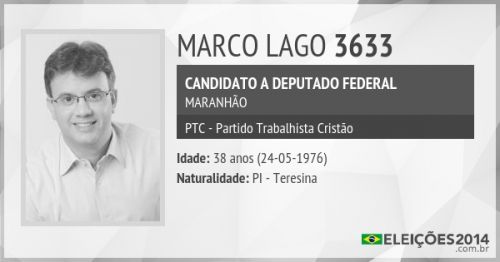 MARCO LAGO 3633
CANDIDATO A DEPUTADO FEDERAL
MARANHÃO
PTC - Partido Trabalhista Cristão
Idade: 38 anos (24-05-1976)
Naturalidade: PI - Teresina
ELEIÇÕES2014
.com.br